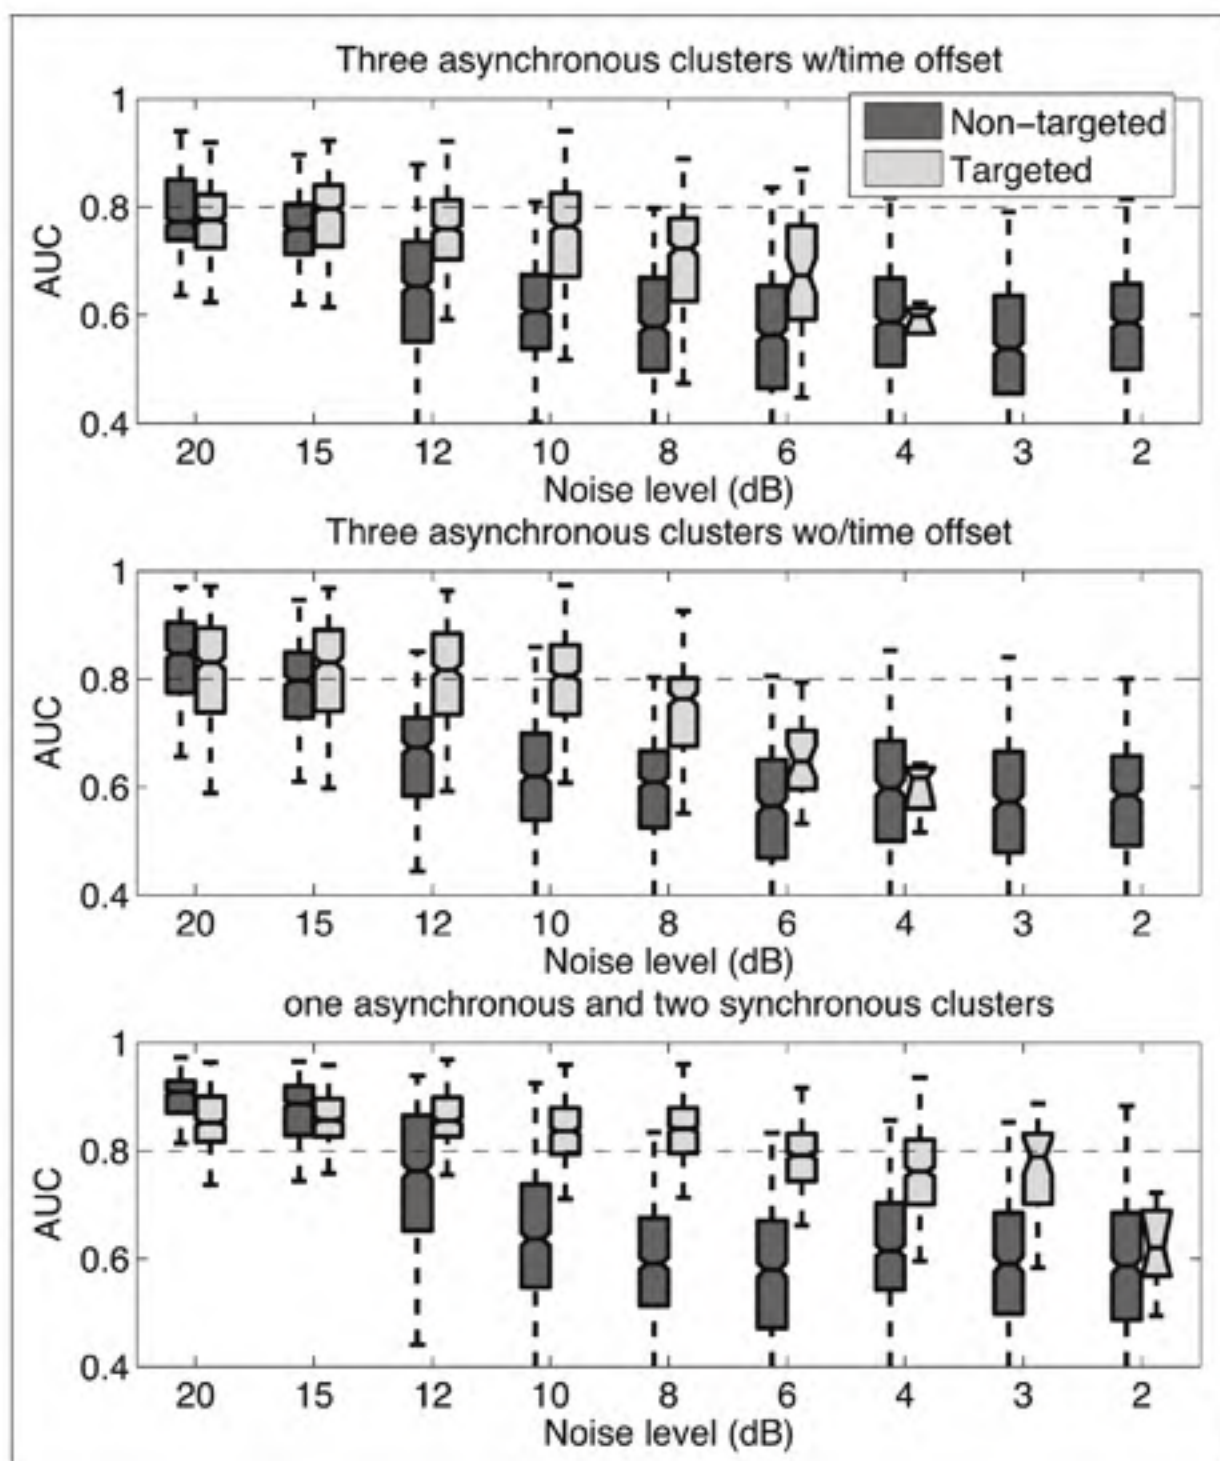 Three asynchronous clusters w/time offset
Non-targeted
Targeted
AUC
1
0.8
0.6
0.4
20 15 12 10 8 6 4 3 2
Noise level (dB)
Three asynchronous clusters wo/time offset
AUC
1
0.8
0.6
0.4
20 15 12 10 8 6 4 3 2
Noise level (dB)
one asynchronous and two synchronous clusters
AUC
1
0.8
0.6
0.4
20 15 12 10 8 6 4 3 2
Noise level (dB)